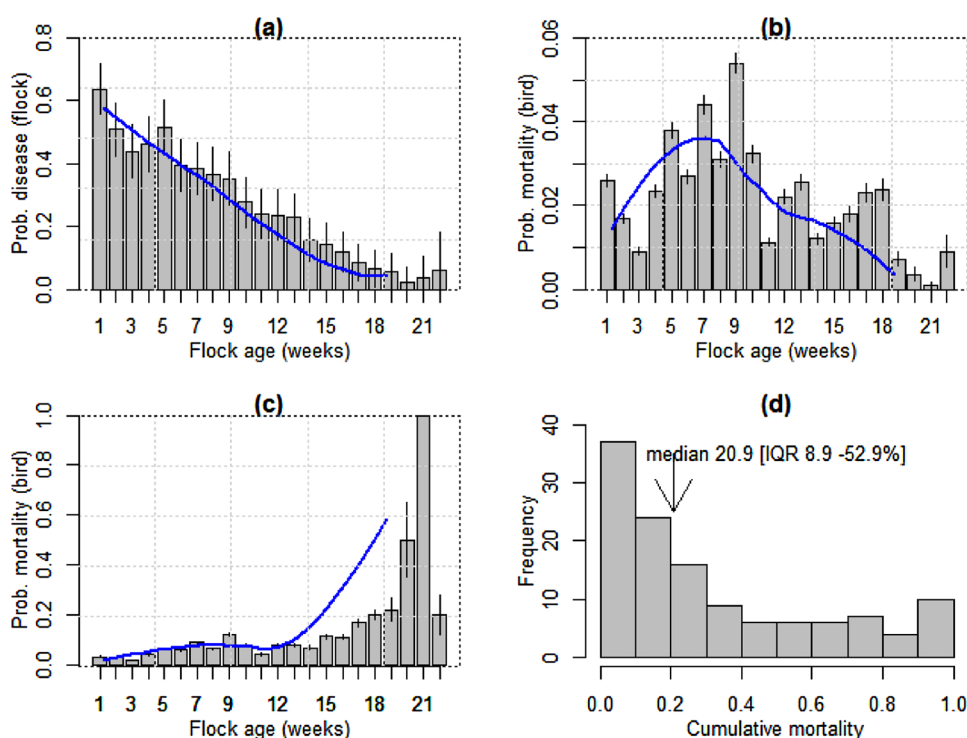 (a)
Prob. disease (flock)
0.8
0.6
0.4
0.2
0.0
1 3 5 7 9 12 15 18 21
Flock age (weeks)
(b)
Prob. mortality (bird)
0.06
0.04
0.02
0.00
1 3 5 7 9 12 15 18 21
Flock age (weeks)
(c)
Prob. mortality (bird)
1.0
0.8
0.6
0.4
0.2
0.0
1 3 5 7 9 12 15 18 21
Flock age (weeks)
(d)
median 20.9 [IQR 8.9 -52.9%]
Frequency
40
30
20
10
0
0.0 0.2 0.4 0.6 0.8 1.0
Cumulative mortality